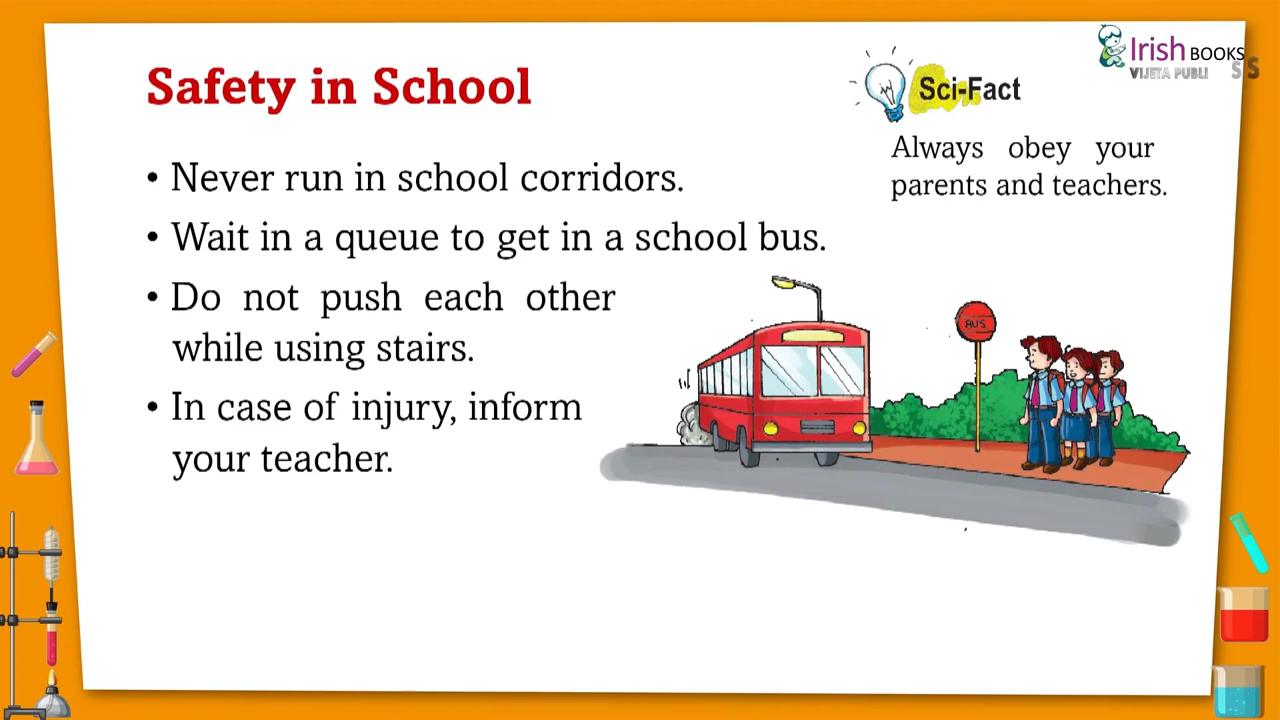 Irish BOOKS
VIJETA PUBLI S
Safety in School
Sci-Fact
Always obey your
parents and teachers.
• Never run in school corridors.
• Wait in a queue to get in a school bus.
• Do not push each other
while using stairs.
• In case of injury, inform
your teacher.
BUS